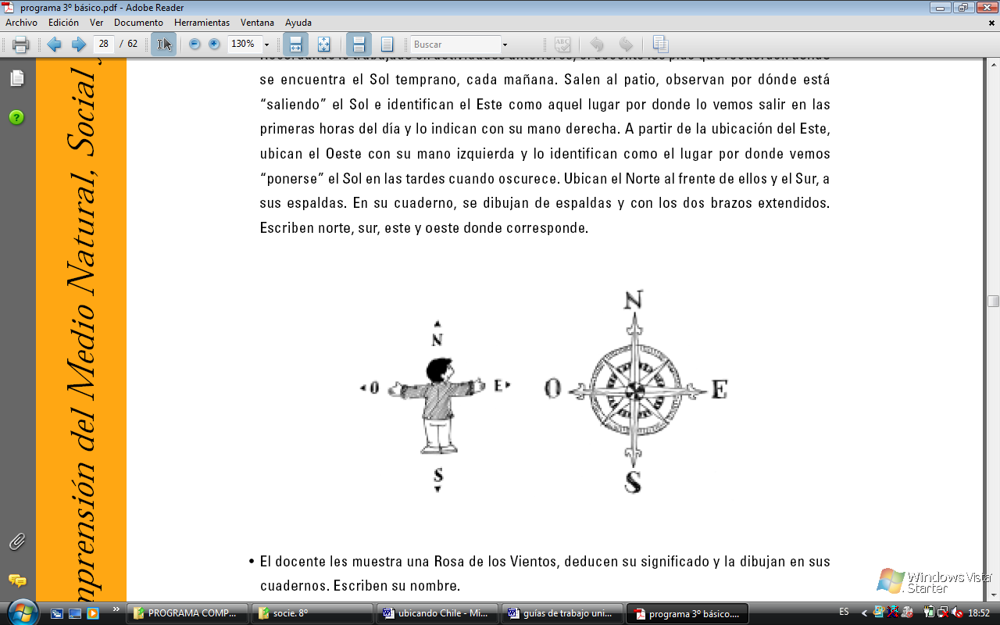 programa 3º básico.pdf - Adobe Reader
Archivo Edición Ver Documento Herramientas Ventana Ayuda
28 / 62 130% Buscar
se encuentra el Sol temprano, cada mañana. Salen al patio, observan por dónde está
“saliendo” el Sol e identifican el Este como aquel lugar por donde lo vemos salir en las
primeras horas del día y lo indican con su mano derecha. A partir de la ubicación del Este,
ubican el Oeste con su mano izquierda y lo identifican como el lugar por donde vemos
“ponerse” el Sol en las tardes cuando oscurece. Ubican el Norte al frente de ellos y el Sur, a
sus espaldas. En su cuaderno, se dibujan de espaldas y con los dos brazos extendidos.
Escriben norte, sur, este y oeste donde corresponde.
N
O E
S
N
O E
S
• El docente les muestra una Rosa de los Vientos, deducen su significado y la dibujan en sus
cuadernos. Escriben su nombre.
mprensión del Medio Natural, Social y
Windows Vista
Starter
PROGRAMA COMP... socie. 8º ubicando Chile - Mi... guías de trabajo uni... programa 3º básico.... ES 18:52